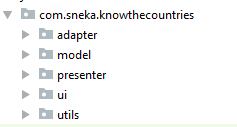 com.sneka.knowthecountries
adapter
model
presenter
ui
utils